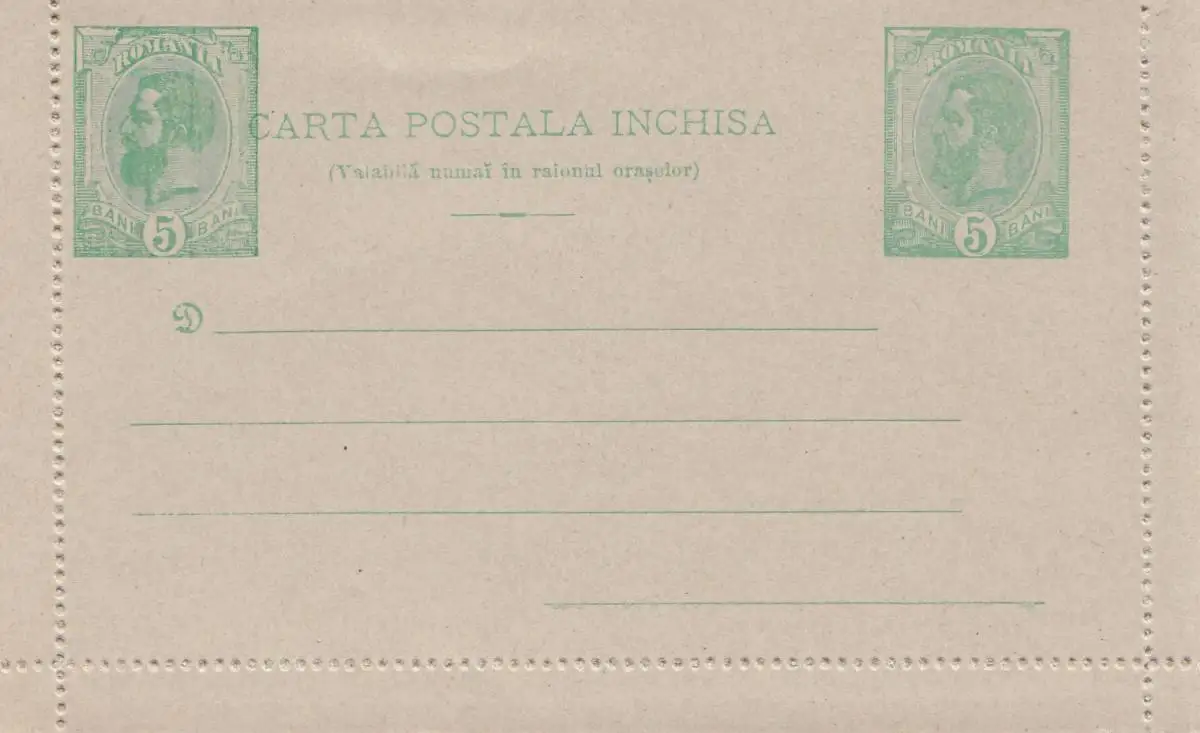 ROMANIA
BANI 5 BANI
ROMANIA
BANI 5 BANI
CARTA POSTALA INCHISA
(Valabilă numaĭ în raionul orașelor)
D